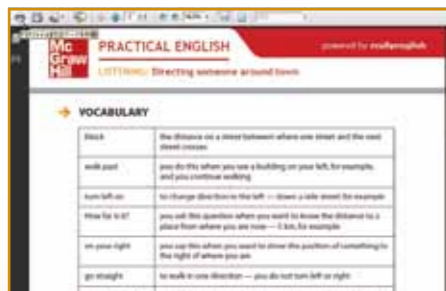 Mc
Graw
Hill
PRACTICAL ENGLISH
powered by reallyenglish
LISTENING: Directing someone around town
VOCABULARY
block
the distance on a street between where one street and the next
street crosses
walk past
you do this when you see a building on your left, for example,
and you continue walking
turn left on
to change direction to the left — down a side street for example
How far is it?
you ask this question when you want to know the distance to a
place from where you are now — 5 km, for example
on your right
you say this when you want to show the position of something to
the right of where you are
go straight
to walk in one direction — you do not turn left or right